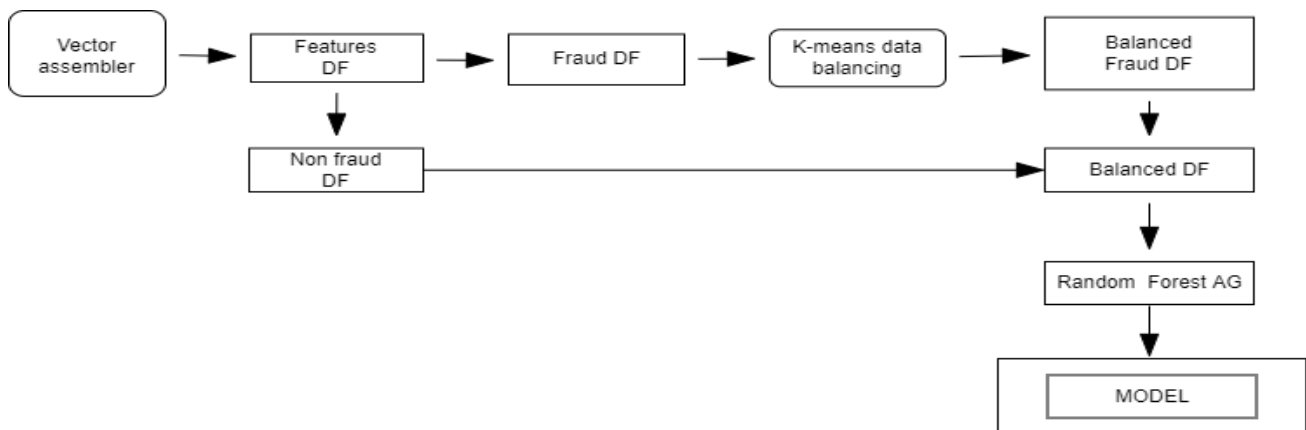 Vector
assembler
Features
DF
Fraud DF
K-means data
balancing
Balanced
Fraud DF
Non fraud
DF
Balanced DF
Random Forest AG
MODEL